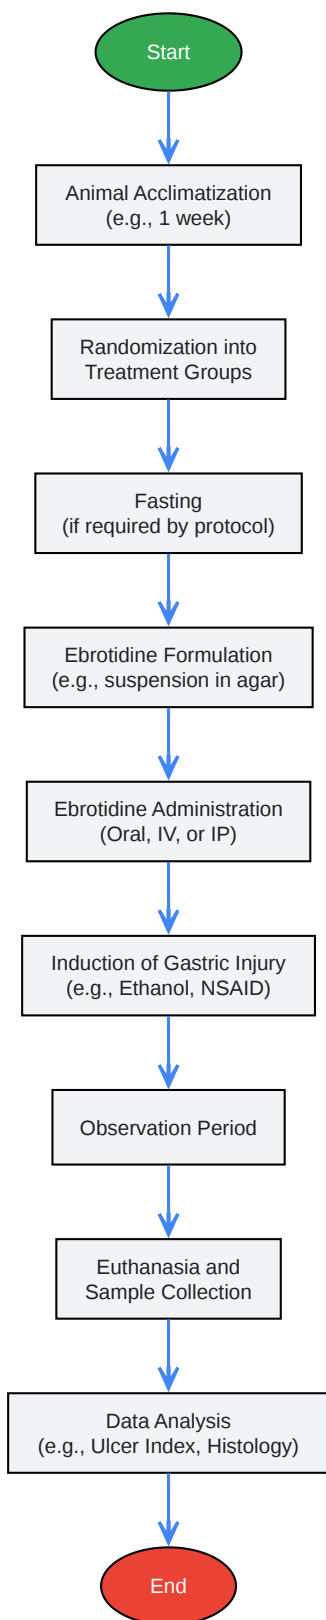 Start
Animal Acclimatization
(e.g., 1 week)
Randomization into
Treatment Groups
Fasting
(if required by protocol)
Ebrotidine Formulation
(e.g., suspension in agar)
Ebrotidine Administration
(Oral, IV, or IP)
Induction of Gastric Injury
(e.g., Ethanol, NSAID)
Observation Period
Euthanasia and
Sample Collection
Data Analysis
(e.g., Ulcer Index, Histology)
End